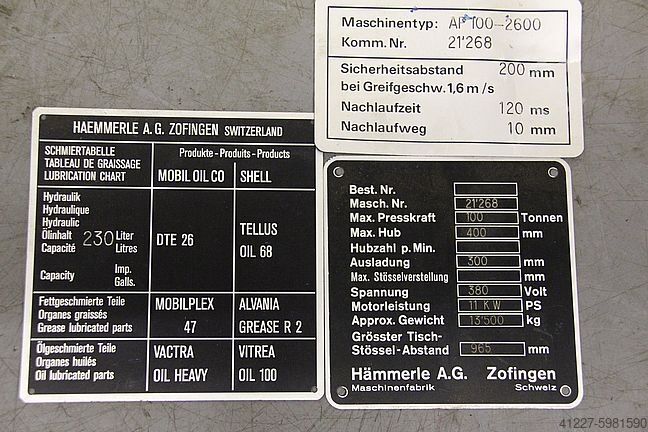 Maschinentyp: AP 100-2600
Komm. Nr. 21'268
Sicherheitsabstand 200 mm
bei Greifgeschw. 1,6 m/s
Nachlaufzeit 120 ms
Nachlaufweg 10 mm
HAEMMERLE A.G. ZOFINGEN SWITZERLAND
SCHMIERTABELLE
TABLEAU DE GRAISSAGE
LUBRICATION CHART
Produkte - Produits - Products
MOBIL OIL CO SHELL
Hydraulik
Hydraulique
Hydraulic
Ölinhalt 230 Liter
Capacité Litres
Capacity Imp. Galls.
DTE 26
TELLUS
OIL 68
Fettgeschmierte Teile
Organes graissés
Grease lubricated parts
MOBILPLEX
47
ALVANIA
GREASE R 2
Ölgeschmierte Teile
Organes huilés
Oil lubricated parts
VACTRA
OIL HEAVY
VITREA
OIL 100
Best. Nr.
Masch. Nr. 21'268
Max. Presskraft 100 Tonnen
Max. Hub 400 mm
Hubzahl p. Min.
Ausladung 300 mm
Max. Stösselverstellung mm
Spannung 380 Volt
Motorleistung 11 KW PS
Approx. Gewicht 13'500 kg
Grösster Tisch-
Stössel-Abstand 965 mm
Hämmerle A.G. Zofingen
Maschinenfabrik Schweiz
41227-5981590